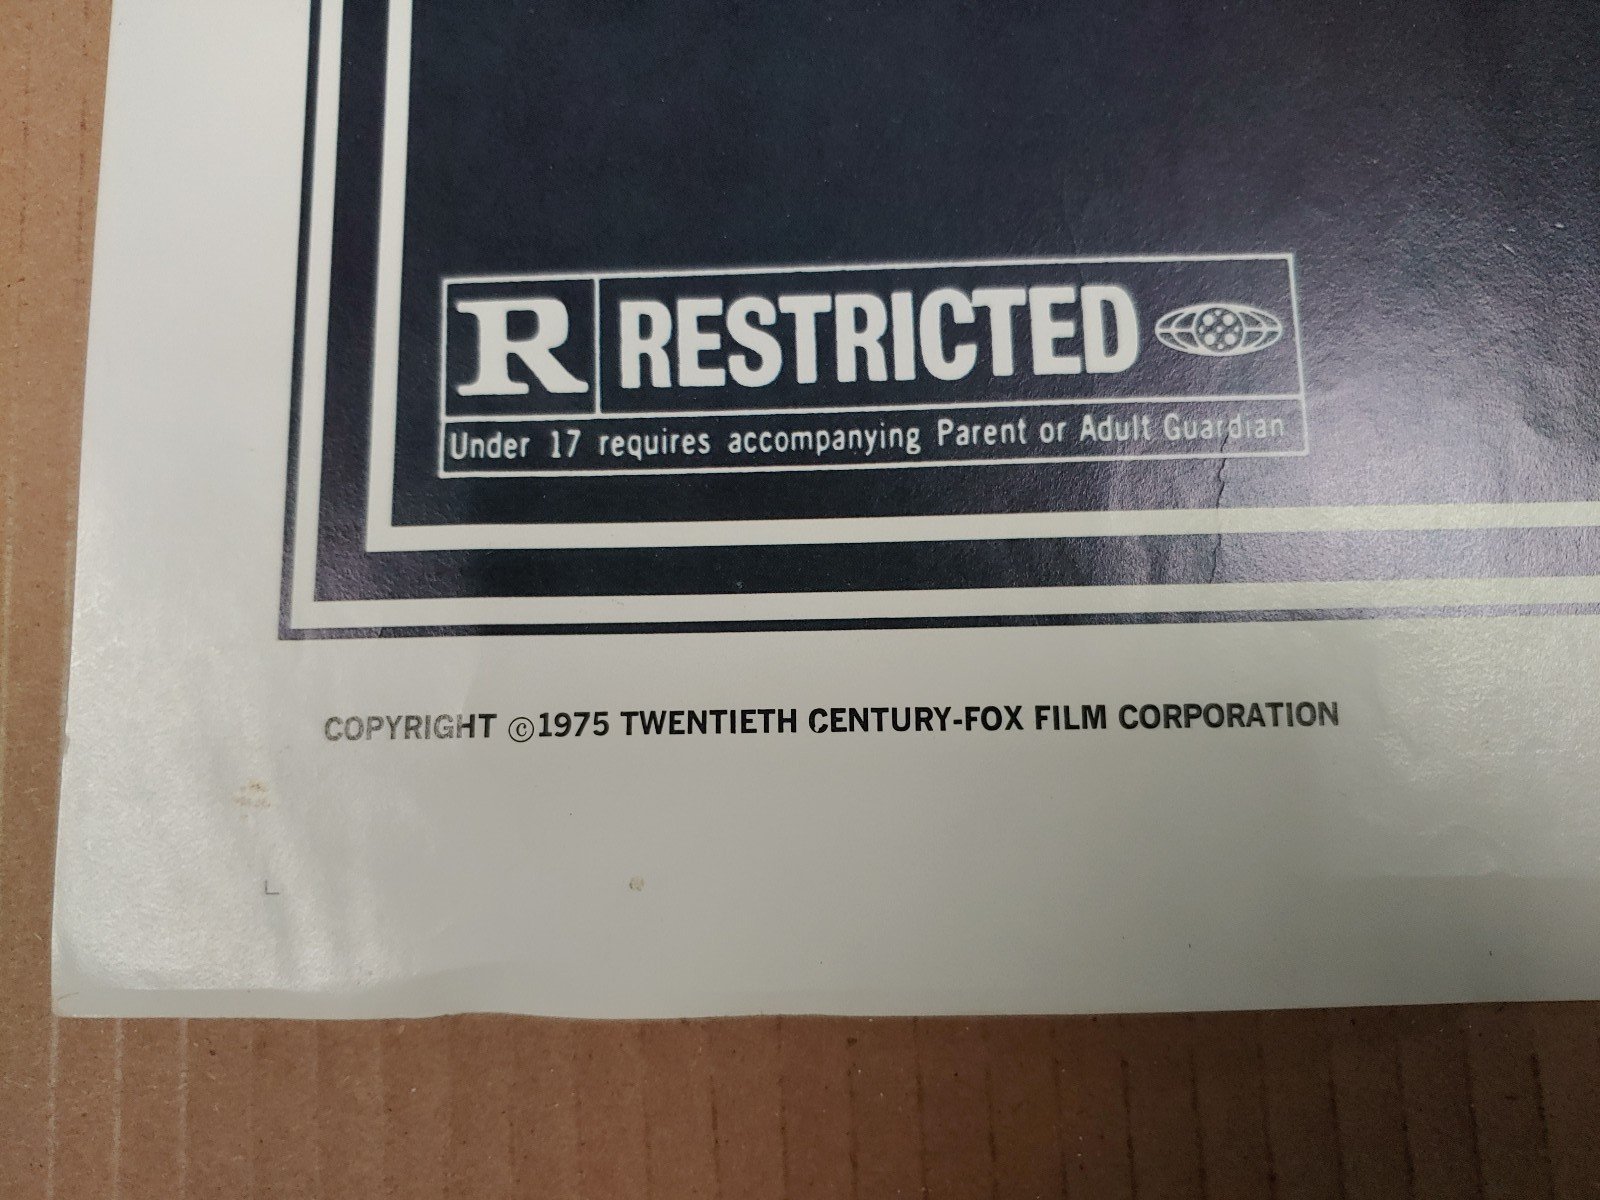 R RESTRICTED
Under 17 requires accompanying Parent or Adult Guardian
COPYRIGHT ©1975 TWENTIETH CENTURY-FOX FILM CORPORATION